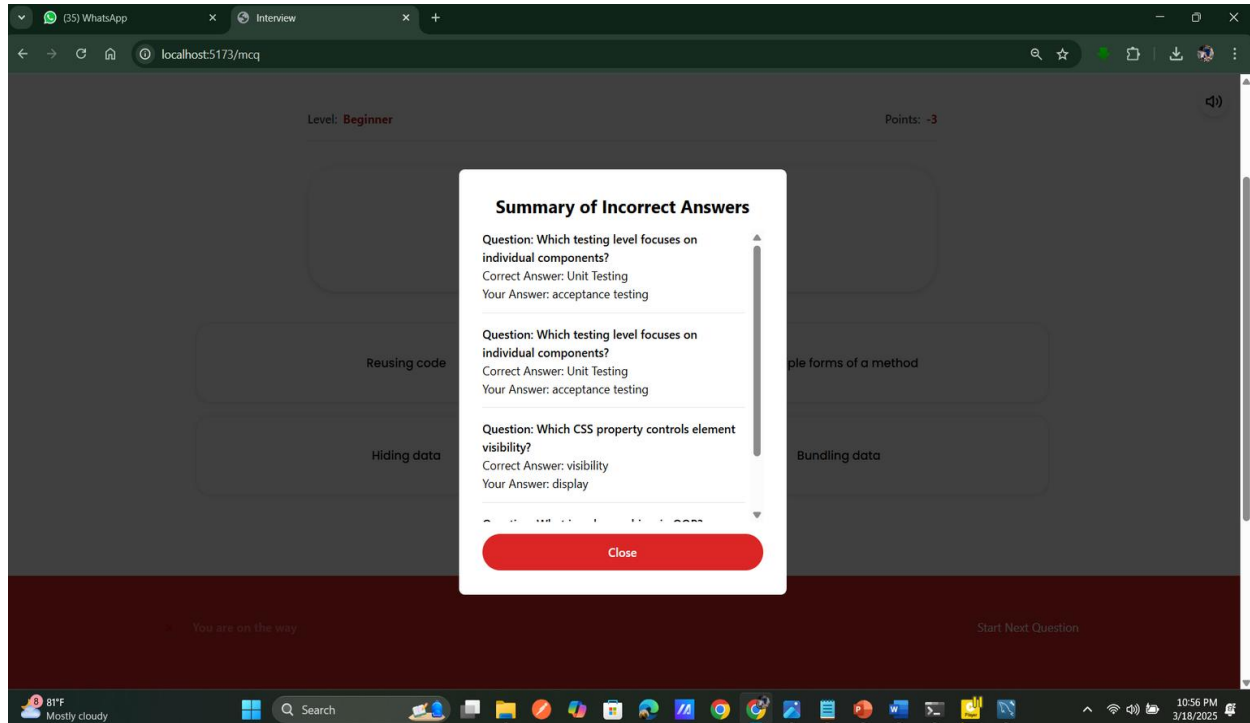 (35) WhatsApp
Interview
localhost:5173/mcq
Level: Beginner
Points: -3
Summary of Incorrect Answers
Question: Which testing level focuses on
individual components?
Correct Answer: Unit Testing
Your Answer: acceptance testing
Question: Which testing level focuses on
individual components?
Correct Answer: Unit Testing
Your Answer: acceptance testing
Question: Which CSS property controls element
visibility?
Correct Answer: visibility
Your Answer: display
Close
Reusing code
ple forms of a method
Hiding data
Bundling data
You are on the way
Start Next Question
8
81°F
Mostly cloudy
Search
10:56 PM
3/18/2025